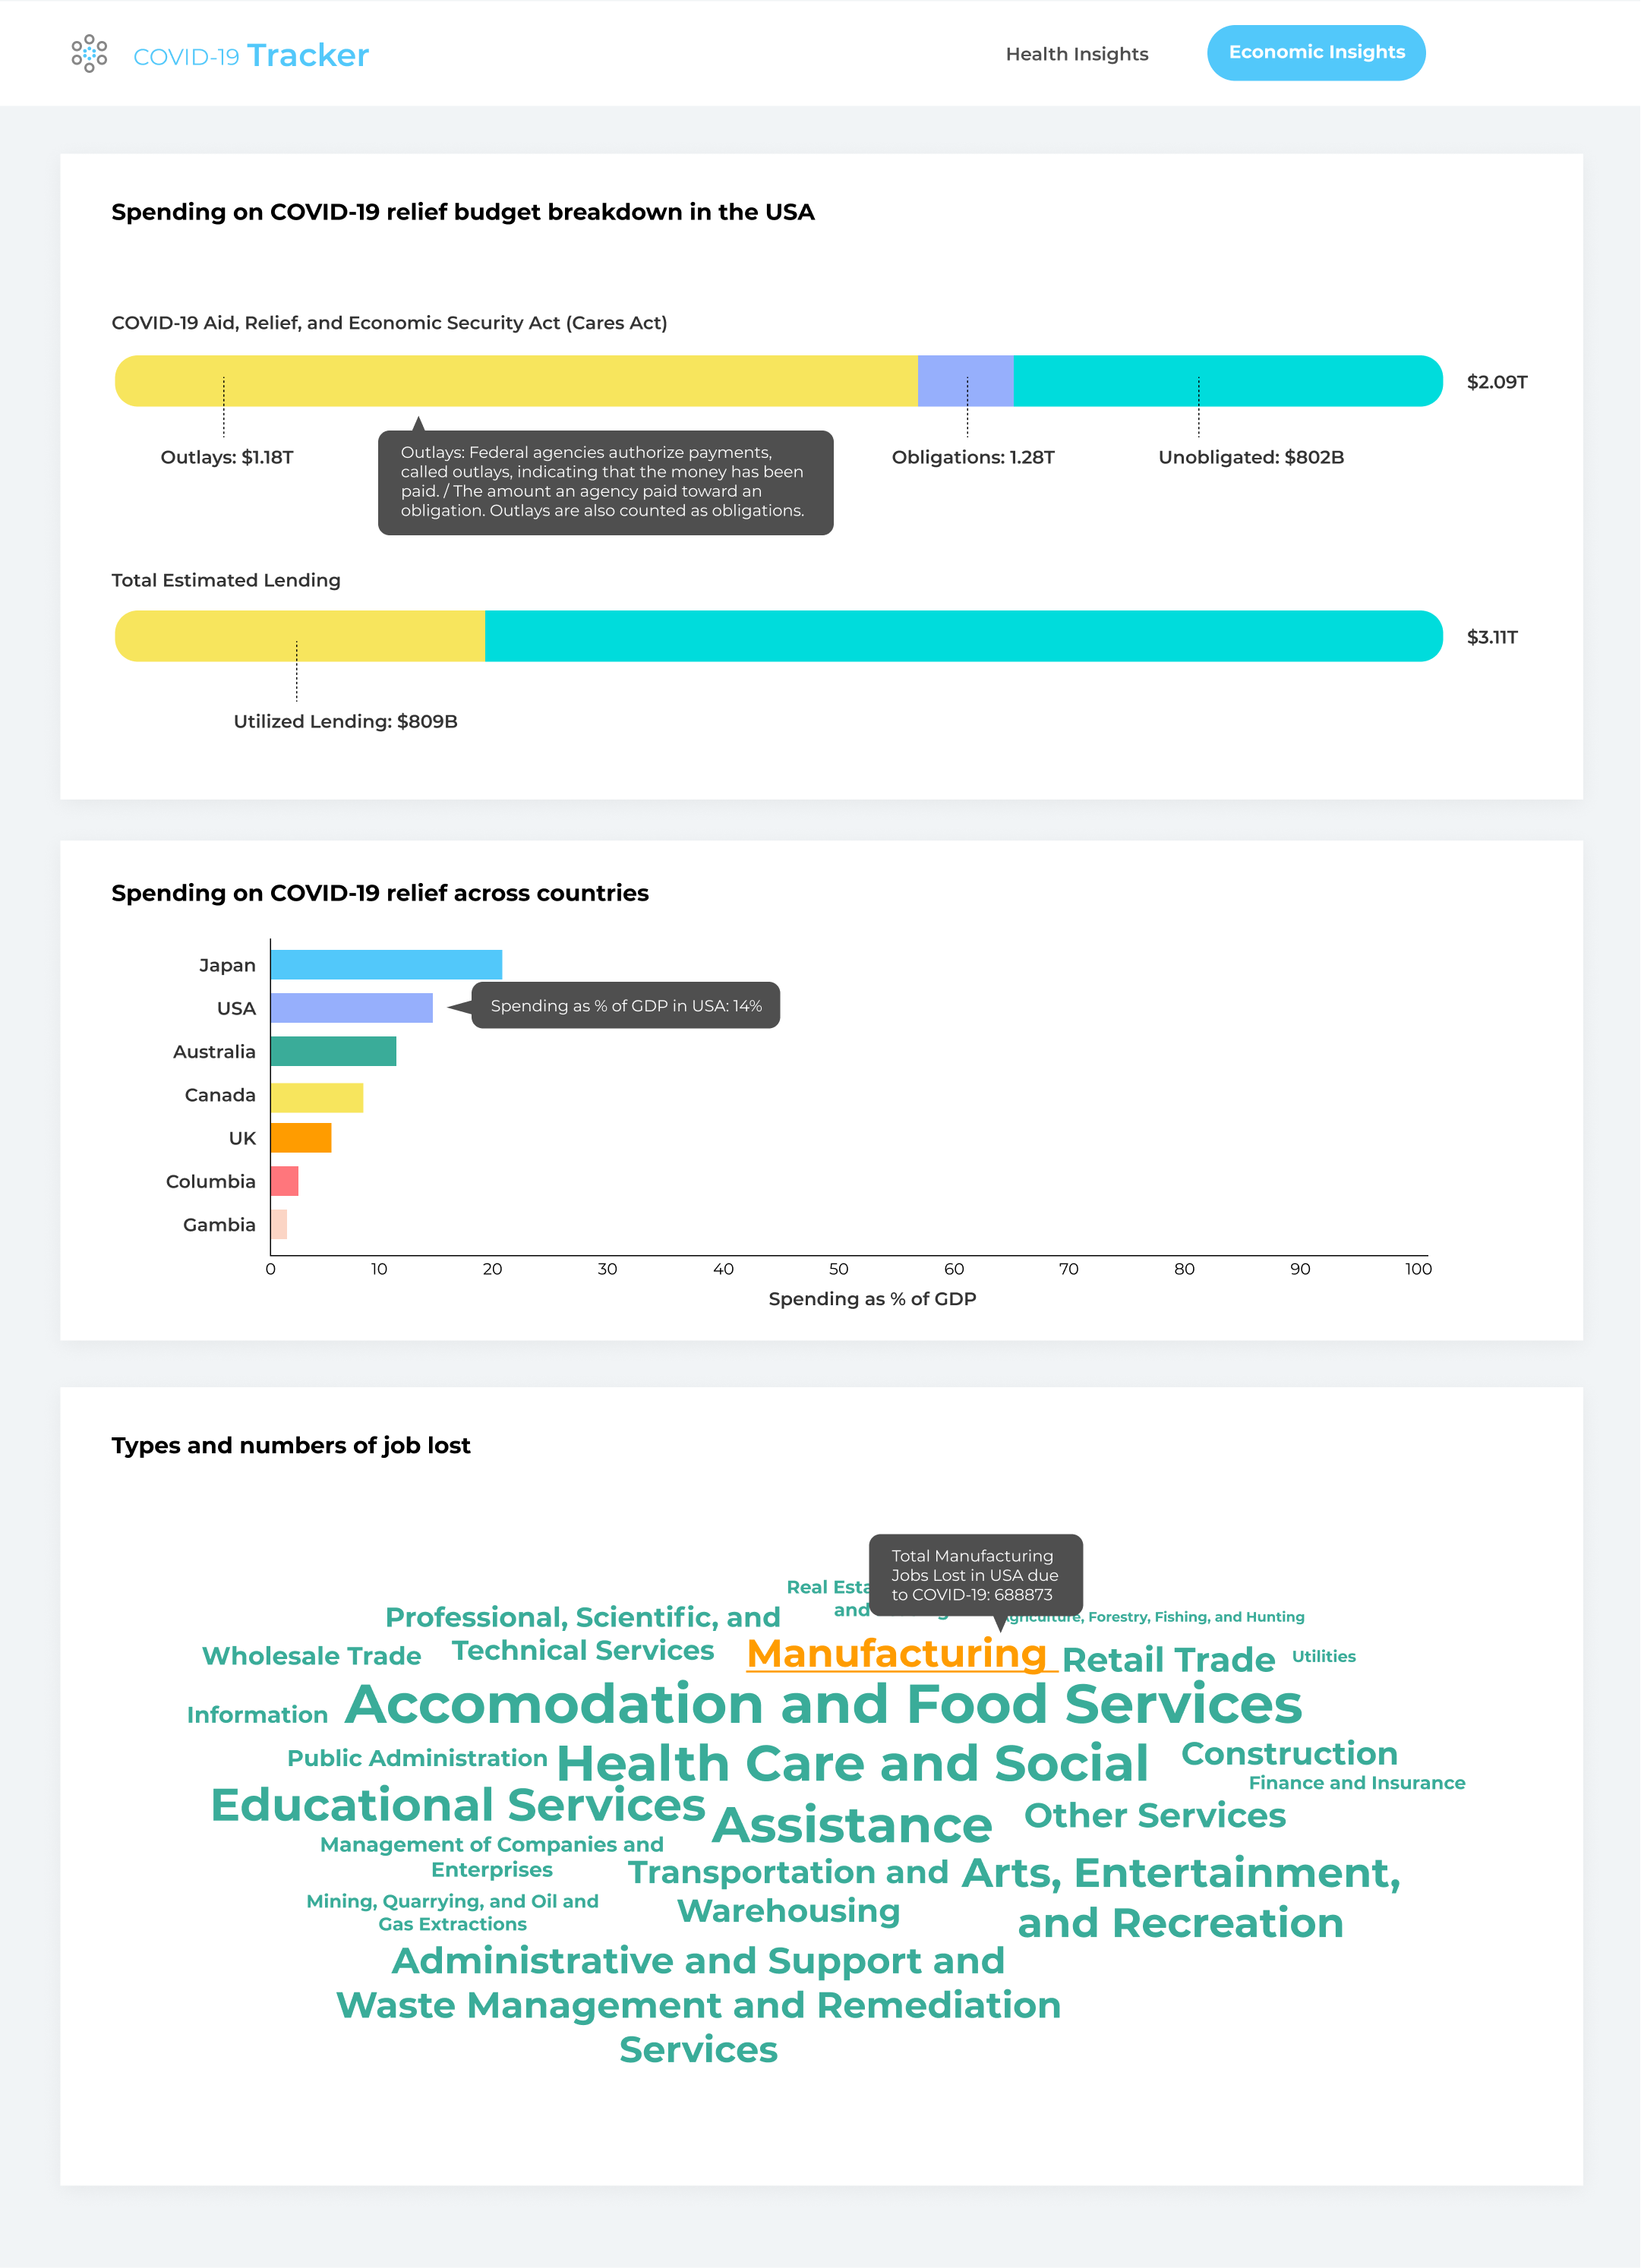 COVID-19 Tracker
Health Insights
Economic Insights
Spending on COVID-19 relief budget breakdown in the USA
COVID-19 Aid, Relief, and Economic Security Act (Cares Act)
$2.09T
Outlays: $1.18T
Obligations: 1.28T
Unobligated: $802B
Outlays: Federal agencies authorize payments,
called outlays, indicating that the money has been
paid. / The amount an agency paid toward an
obligation. Outlays are also counted as obligations.
Total Estimated Lending
$3.11T
Utilized Lending: $809B
Spending on COVID-19 relief across countries
Japan
USA
Spending as % of GDP in USA: 14%
Australia
Canada
UK
Columbia
Gambia
0 10 20 30 40 50 60 70 80 90 100
Spending as % of GDP
Types and numbers of job lost
Total Manufacturing
Jobs Lost in USA due
to COVID-19: 688873
Real
and
Forestry, Fishing, and Hunting
Professional, Scientific, and
Technical Services
Wholesale Trade
Manufacturing
Retail Trade
Utilities
Information
Accomodation and Food Services
Public Administration
Health Care and Social
Assistance
Construction
Finance and Insurance
Educational Services
Other Services
Management of Companies and
Enterprises
Transportation and
Warehousing
Arts, Entertainment,
and Recreation
Mining, Quarrying, and Oil and
Gas Extractions
Administrative and Support and
Waste Management and Remediation
Services